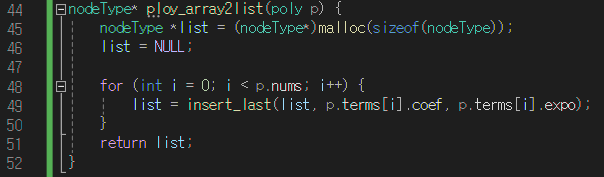 44 nodeType* ploy_array2list(poly p) {
45 nodeType *list = (nodeType*)malloc(sizeof(nodeType));
46 list = NULL;
47
48 for (int i = 0; i < p.nums; i++) {
49 list = insert_last(list, p.terms[i].coef, p.terms[i].expo);
50 }
51 return list;
52 }